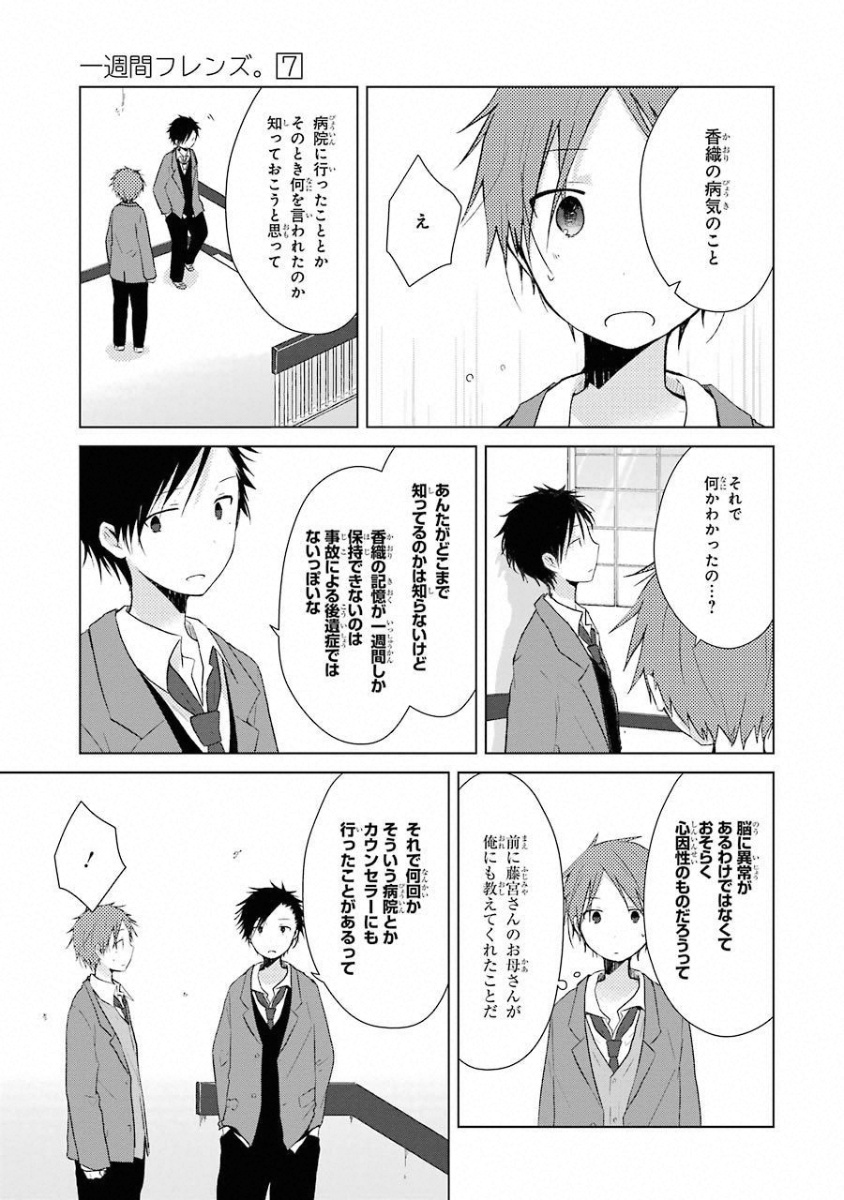 一週間フレンズ。7
香織の病気のこと
え
病院に行ったこととか
そのとき何を言われたのか
知っておこうと思って
それで
何かわかったの…?
あんたがどこまで
知ってるのかは知らないけど
香織の記憶が一週間しか
保持できないのは
事故による後遺症では
ないっぽいな
脳に異常が
あるわけではなくて
おそらく
心因性のものだろうって
前に藤宮さんのお母さんが
俺にも教えてくれたことだ
それで何回か
そういう病院とか
カウンセラーにも
行ったことがあるって
!